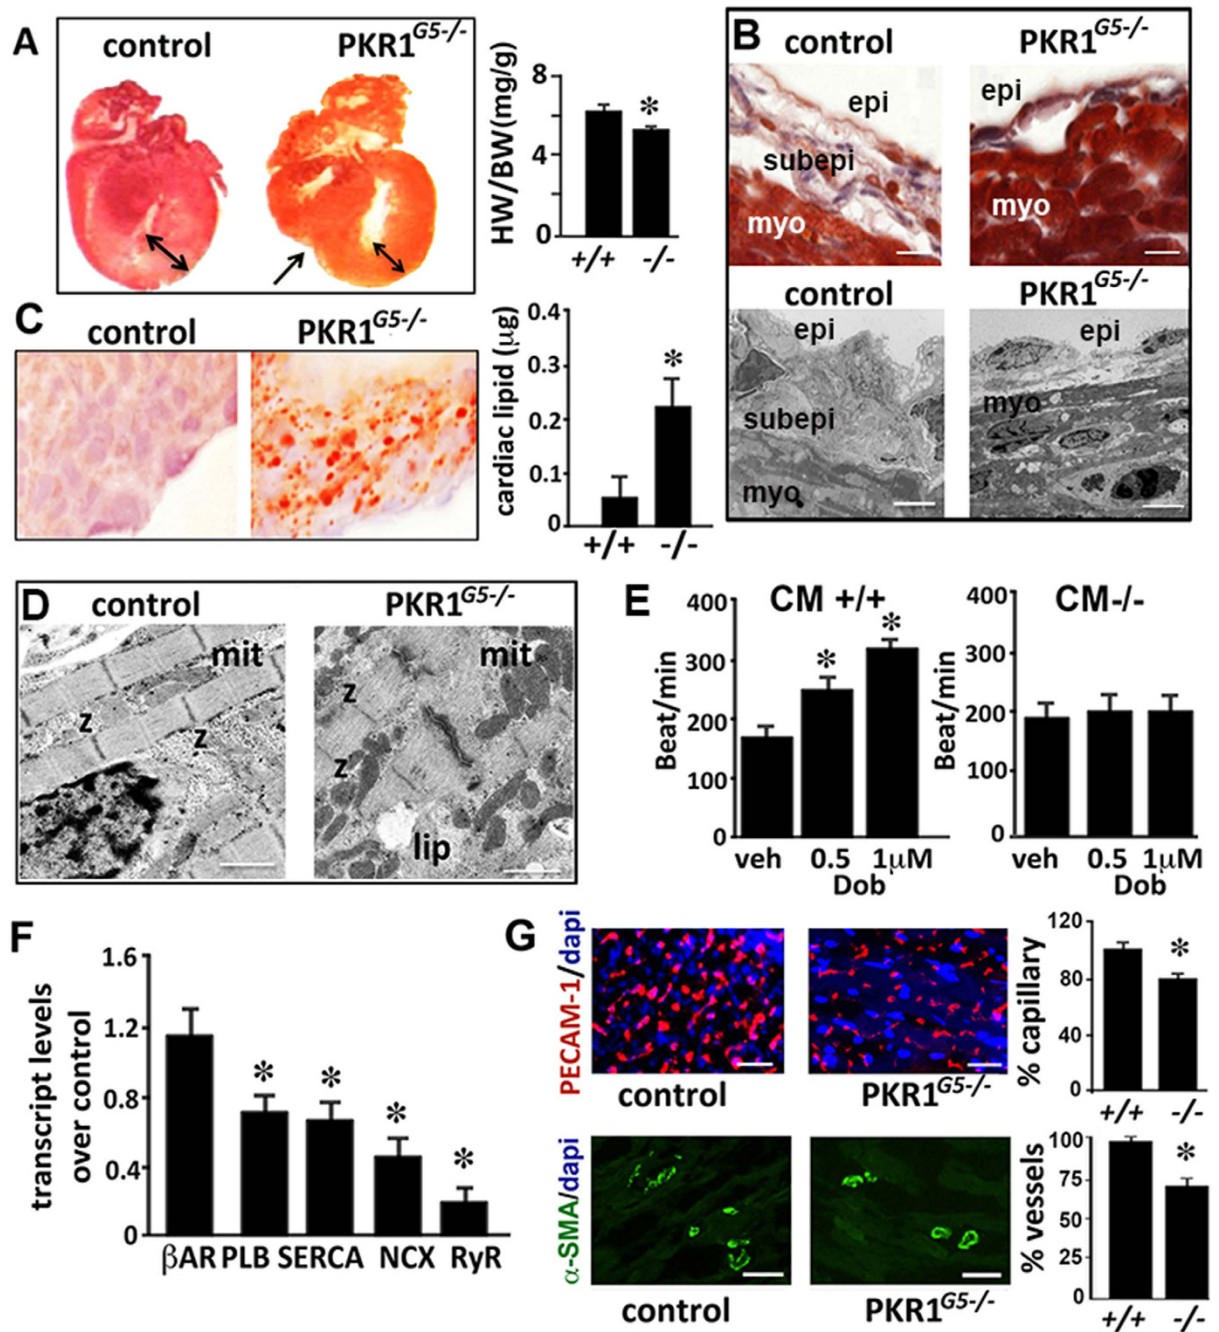 A
control
PKR1G5-/-
HW/BW(mg/g)
8
4
0
*
+/+ -/-
B
control
PKR1G5-/-
epi
subepi
myo
epi
myo
control
PKR1G5-/-
epi
subepi
myo
epi
myo
C
control
PKR1G5-/-
cardiac lipid (µg)
0.4
0.3
0.2
0.1
0
*
+/+ -/-
D
control
PKR1G5-/-
mit
z
z
mit
z
z
lip
E
CM +/+
Beat/min
400
300
200
100
0
*
*
veh 0.5 1µM
Dob
CM-/-
Beat/min
400
300
200
100
0
veh 0.5 1µM
Dob
F
transcript levels
over control
1.6
1.2
0.8
0.4
0
*
*
*
*
βAR PLB SERCA NCX RyR
G
PECAM-1/dapi
control
PKR1G5-/-
% capillary
120
80
40
0
*
+/+ -/-
α-SMA/dapi
control
PKR1G5-/-
% vessels
100
75
50
25
0
*
+/+ -/-